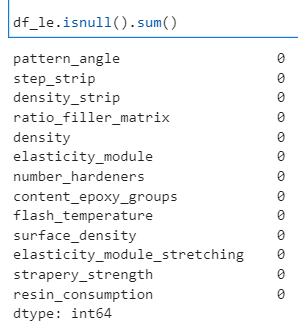 df_le.isnull().sum()
pattern_angle 0
step_strip 0
density_strip 0
ratio_filler_matrix 0
density 0
elasticity_module 0
number_hardeners 0
content_epoxy_groups 0
flash_temperature 0
surface_density 0
elasticity_module_stretching 0
strapery_strength 0
resin_consumption 0
dtype: int64